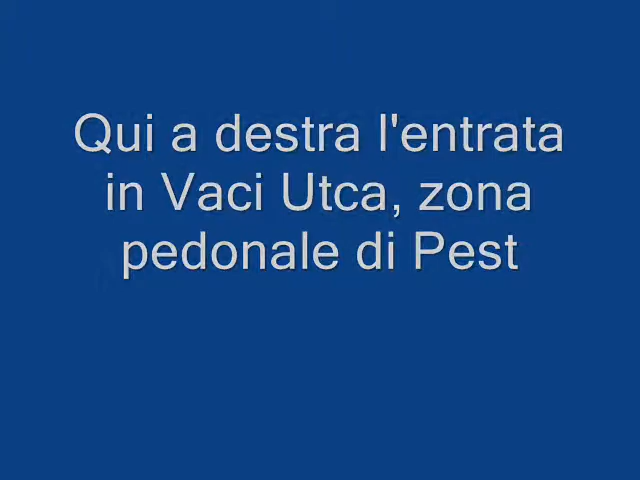 Qui a destra l'entrata
in Vaci Utca, zona
pedonale di Pest